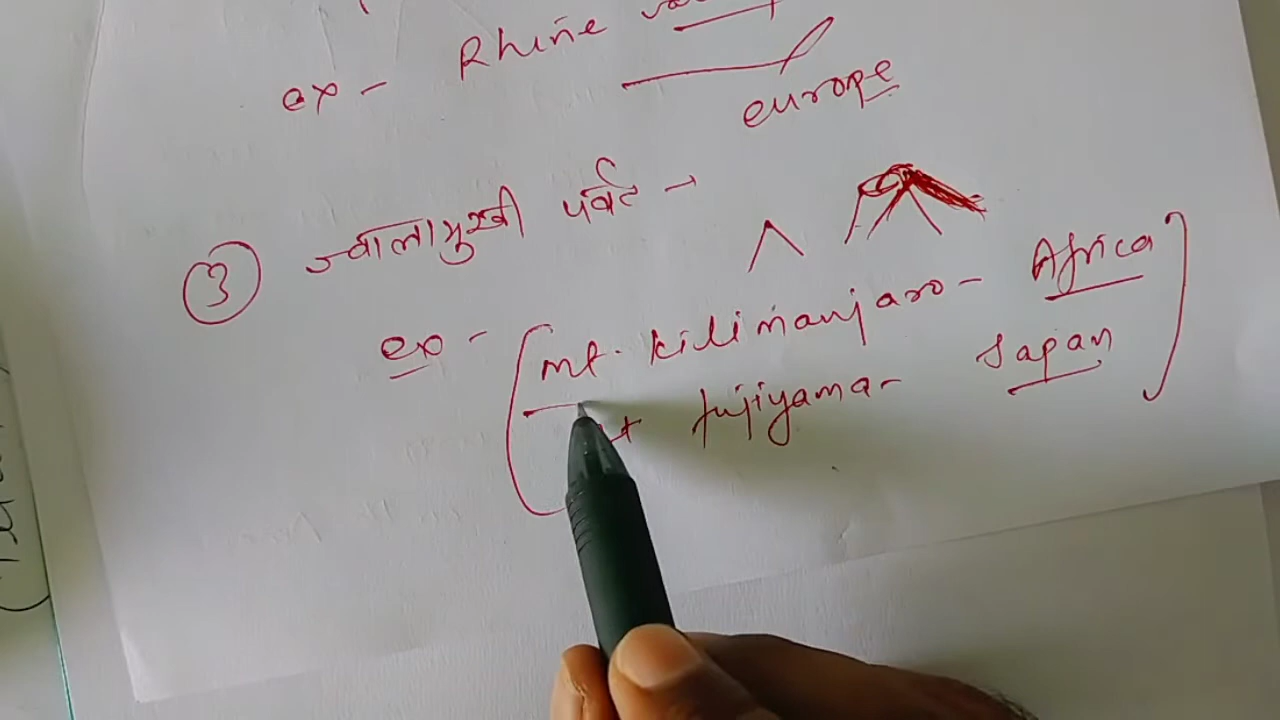 ex - Rhine
europe
③ ज्वालामुखी पर्वत →
ex - mt. kilimanjaro - Africa
fujiyama - Japan